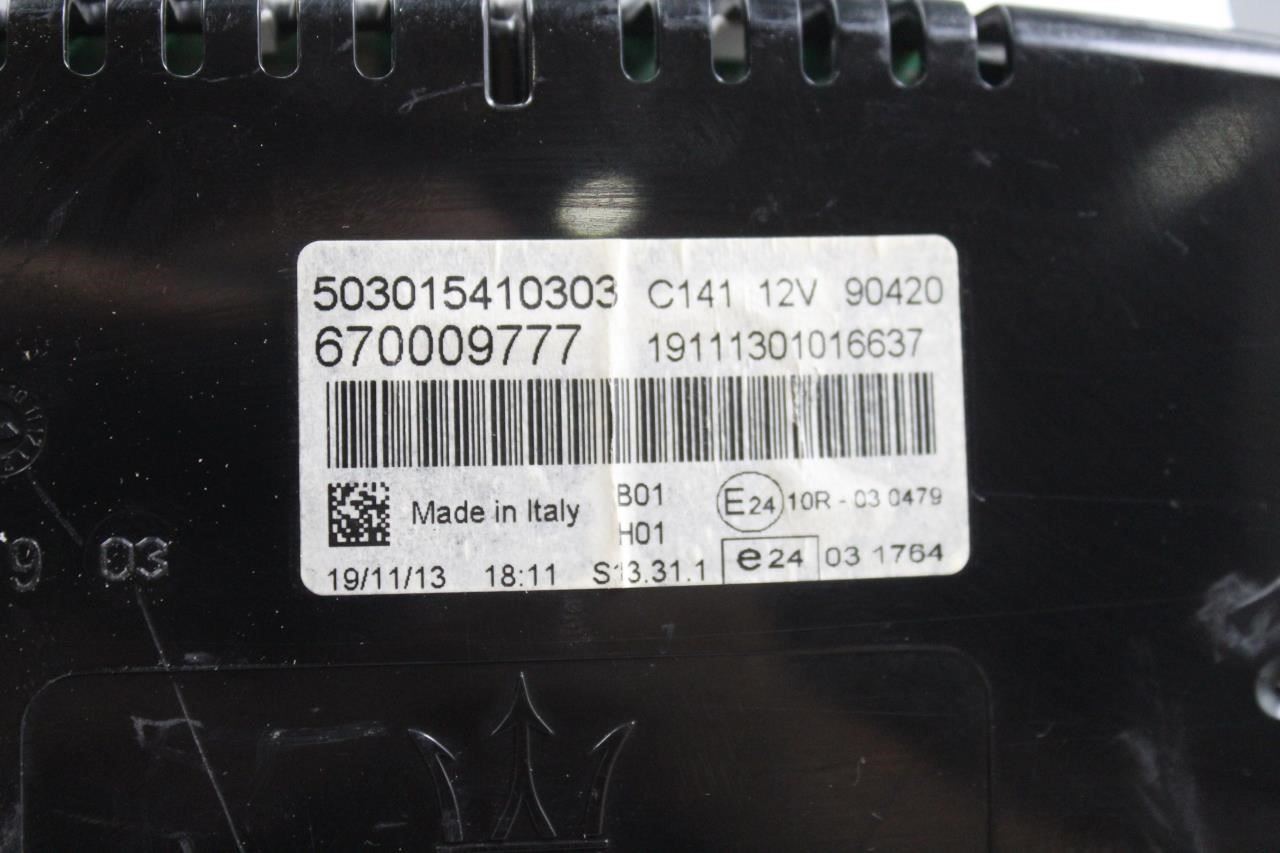 503015410303 C141 12V 90420
670009777 19111301016637
Made in Italy B01 E24 10R - 03 0479
H01
19/11/13 18:11 S13.31.1 e24 03 1764
9 03